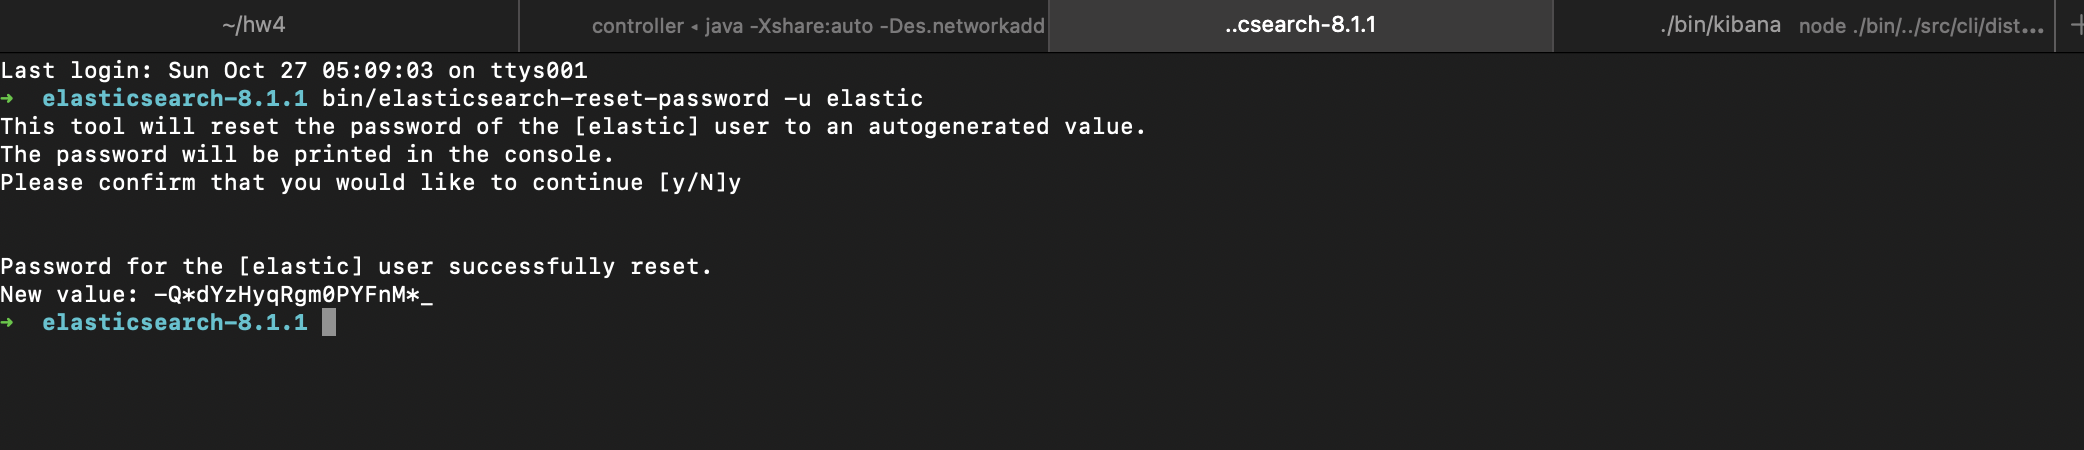 ~/hw4
controller ◂ java -Xshare:auto -Des.networkadd
..csearch-8.1.1
./bin/kibana node ./bin/../src/cli/dist...
+
Last login: Sun Oct 27 05:09:03 on ttys001
➜ elasticsearch-8.1.1 bin/elasticsearch-reset-password -u elastic
This tool will reset the password of the [elastic] user to an autogenerated value.
The password will be printed in the console.
Please confirm that you would like to continue [y/N]y
Password for the [elastic] user successfully reset.
New value: -Q*dYzHyqRgm0PYFnM*_
➜ elasticsearch-8.1.1